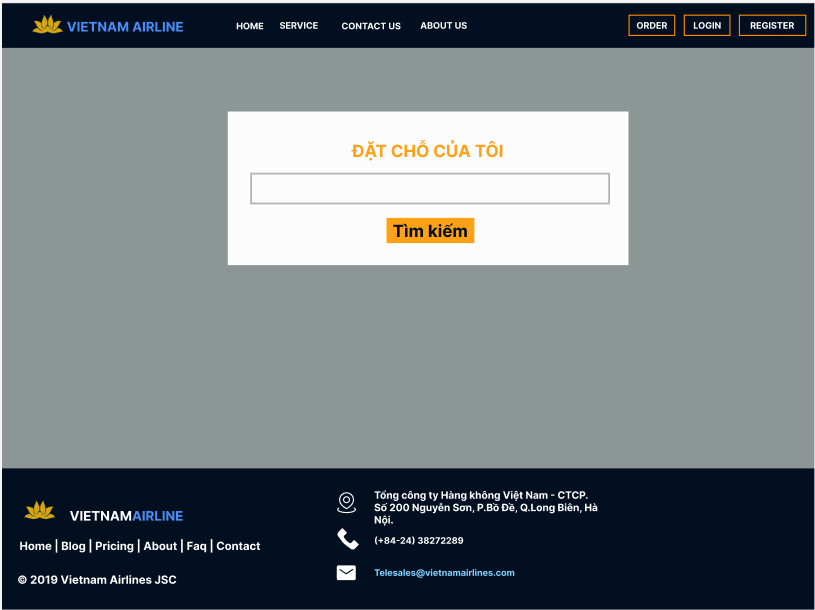 VIETNAM AIRLINE
HOME
SERVICE
CONTACT US
ABOUT US
ORDER
LOGIN
REGISTER
ĐẶT CHỖ CỦA TÔI
Tìm kiếm
VIETNAMAIRLINE
Home | Blog | Pricing | About | Faq | Contact
© 2019 Vietnam Airlines JSC
Tổng công ty Hàng không Việt Nam - CTCP.
Số 200 Nguyễn Sơn, P.Bồ Đề, Q.Long Biên, Hà
Nội.
(+84-24) 38272289
Telesales@vietnamairlines.com